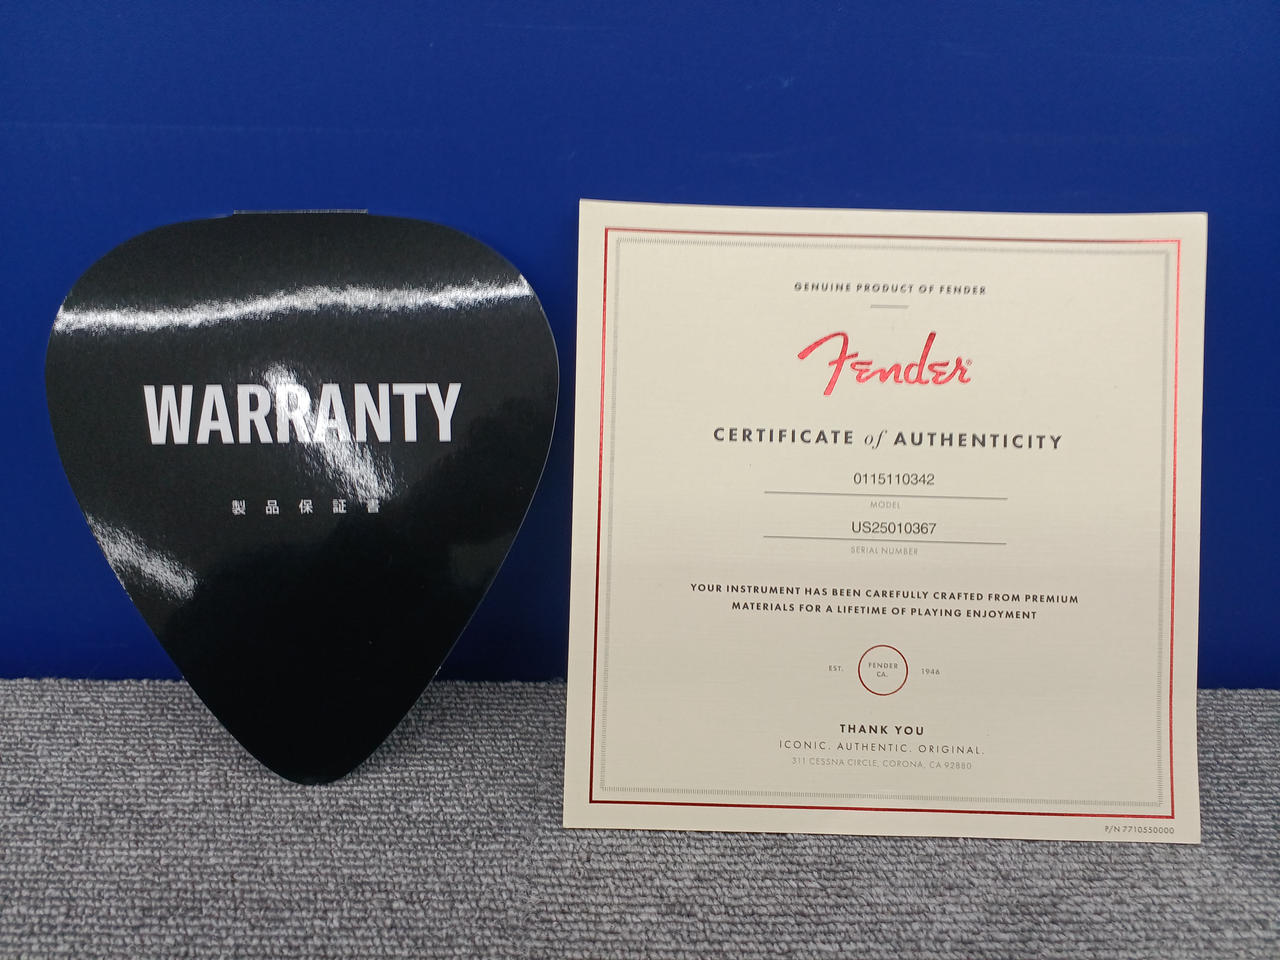 WARRANTY
製品保証書
GENUINE PRODUCT OF FENDER
Fender®
CERTIFICATE of AUTHENTICITY
0115110342
MODEL
US25010367
SERIAL NUMBER
YOUR INSTRUMENT HAS BEEN CAREFULLY CRAFTED FROM PREMIUM
MATERIALS FOR A LIFETIME OF PLAYING ENJOYMENT
EST. FENDER CA. 1946
THANK YOU
ICONIC. AUTHENTIC. ORIGINAL.
311 CESSNA CIRCLE, CORONA, CA 92880
P/N 7710550000